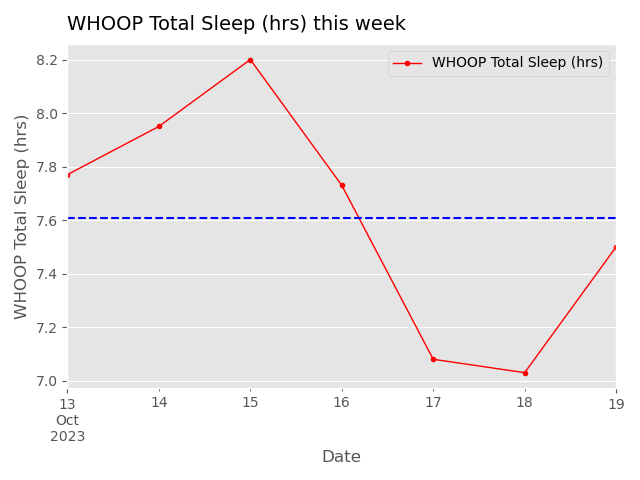 WHOOP Total Sleep (hrs) this week
WHOOP Total Sleep (hrs)
WHOOP Total Sleep (hrs)
8.2
8.0
7.8
7.6
7.4
7.2
7.0
13 14 15 16 17 18 19
Oct
2023
Date